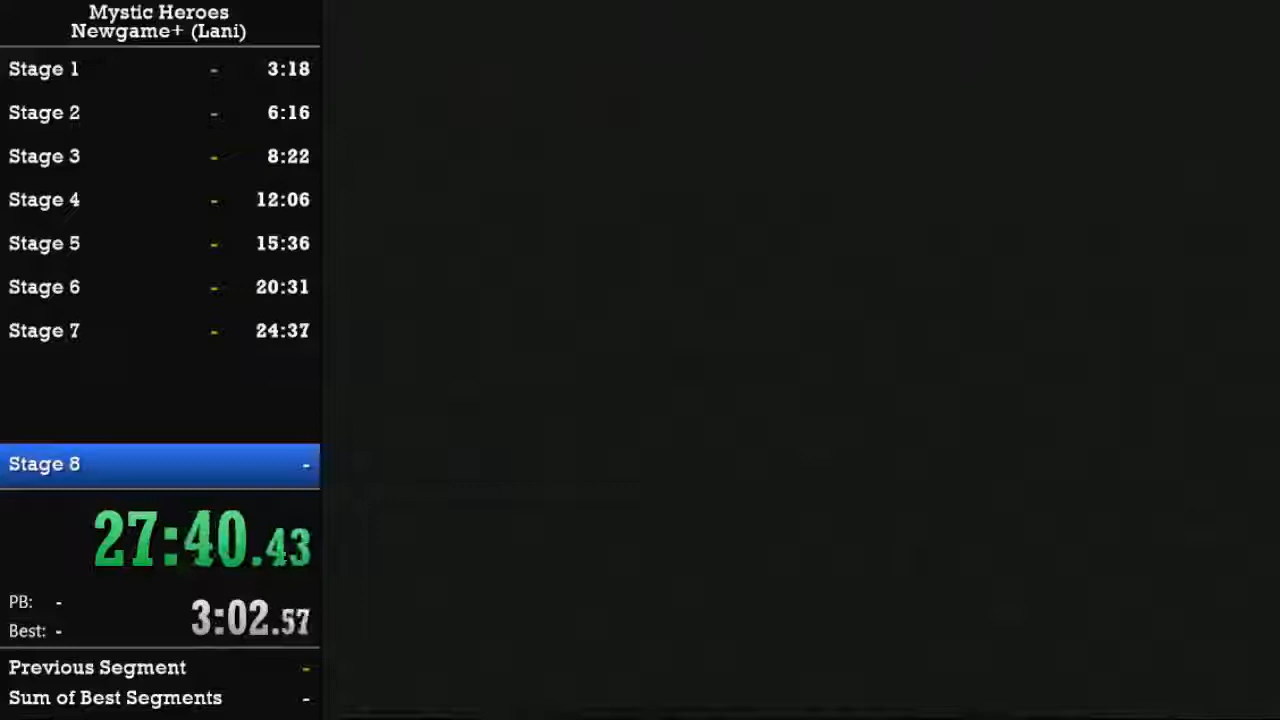 Mystic Heroes
Newgame+ (Lani)
Stage 1 - 3:18
Stage 2 - 6:16
Stage 3 - 8:22
Stage 4 - 12:06
Stage 5 - 15:36
Stage 6 - 20:31
Stage 7 - 24:37
Stage 8 -
27:40.43
PB: -
Best: -
3:02.57
Previous Segment -
Sum of Best Segments -